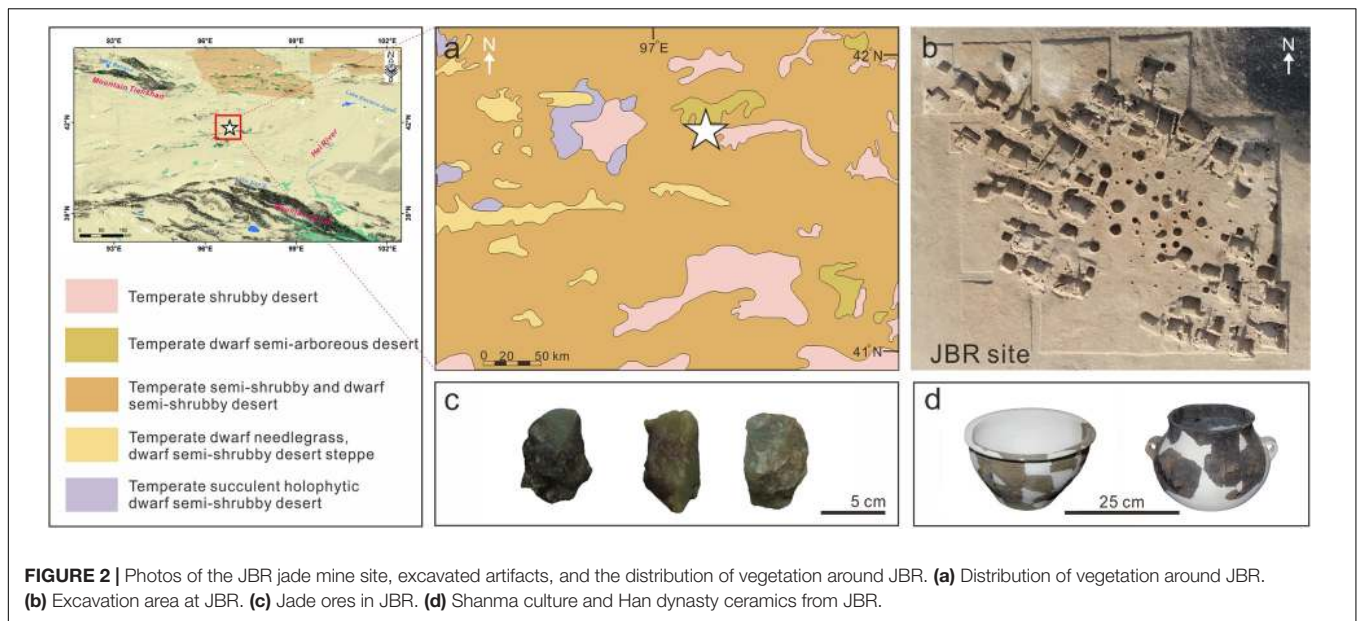 93°E
96°E
99°E
102°E
N
Mountain Tianshan
42°N
42°N
Hei River
39°N
39°N
93°E
96°E
99°E
102°E
Temperate shrubby desert
Temperate dwarf semi-arboreous desert
Temperate semi-shrubby and dwarf
semi-shrubby desert
Temperate dwarf needlegrass,
dwarf semi-shrubby desert steppe
Temperate succulent holophytic
dwarf semi-shrubby desert
a
N
97°E
42°N
0 20 50 km
41°N
b
N
JBR site
c
5 cm
d
25 cm
FIGURE 2 | Photos of the JBR jade mine site, excavated artifacts, and the distribution of vegetation around JBR. (a) Distribution of vegetation around JBR.
(b) Excavation area at JBR. (c) Jade ores in JBR. (d) Shanma culture and Han dynasty ceramics from JBR.